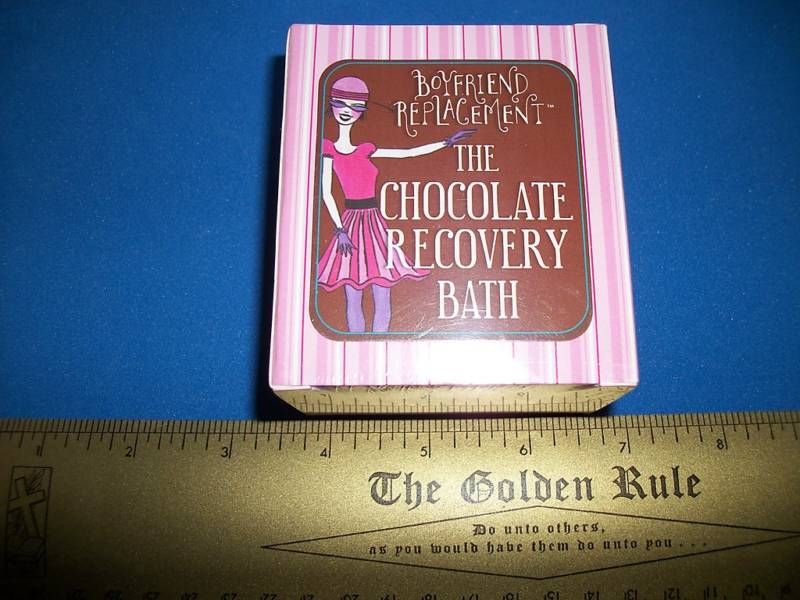 BOYFRIEND
REPLACEMENT™
THE
CHOCOLATE
RECOVERY
BATH
1 2 3 4 5 6 7 8
The Golden Rule
Do unto others,
as you would have them do unto you . . .